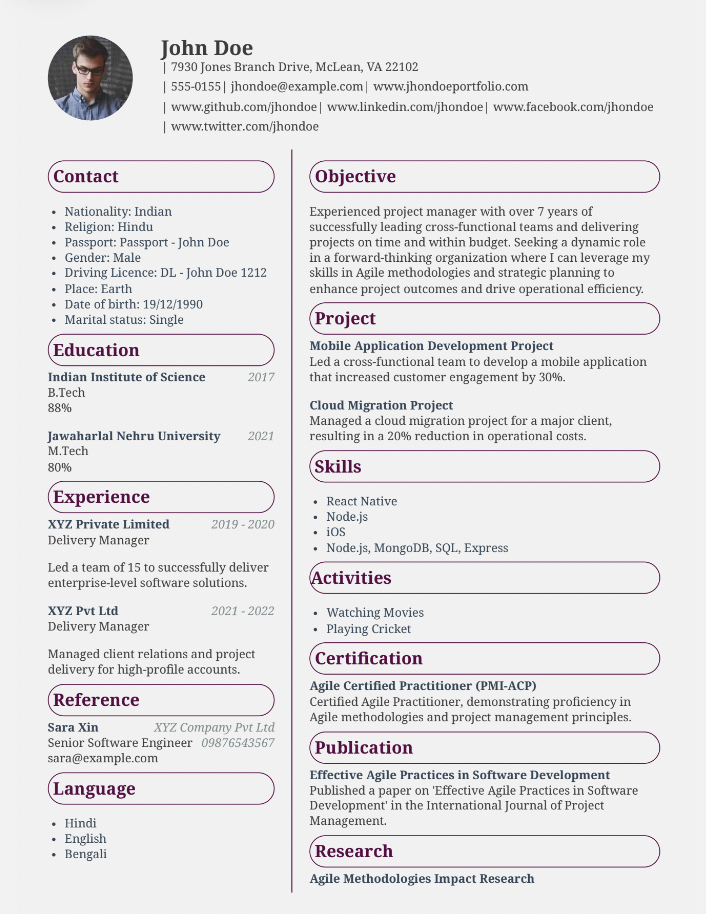 John Doe
| 7930 Jones Branch Drive, McLean, VA 22102
| 555-0155| jhondoe@example.com| www.jhondoeportfolio.com
| www.github.com/jhondoe| www.linkedin.com/jhondoe| www.facebook.com/jhondoe
| www.twitter.com/jhondoe
Contact
• Nationality: Indian
• Religion: Hindu
• Passport: Passport - John Doe
• Gender: Male
• Driving Licence: DL - John Doe 1212
• Place: Earth
• Date of birth: 19/12/1990
• Marital status: Single
Education
Indian Institute of Science 2017
B.Tech
88%
Jawaharlal Nehru University 2021
M.Tech
80%
Experience
XYZ Private Limited 2019 - 2020
Delivery Manager
Led a team of 15 to successfully deliver
enterprise-level software solutions.
XYZ Pvt Ltd 2021 - 2022
Delivery Manager
Managed client relations and project
delivery for high-profile accounts.
Reference
Sara Xin XYZ Company Pvt Ltd
Senior Software Engineer 09876543567
sara@example.com
Language
• Hindi
• English
• Bengali
Objective
Experienced project manager with over 7 years of
successfully leading cross-functional teams and delivering
projects on time and within budget. Seeking a dynamic role
in a forward-thinking organization where I can leverage my
skills in Agile methodologies and strategic planning to
enhance project outcomes and drive operational efficiency.
Project
Mobile Application Development Project
Led a cross-functional team to develop a mobile application
that increased customer engagement by 30%.
Cloud Migration Project
Managed a cloud migration project for a major client,
resulting in a 20% reduction in operational costs.
Skills
• React Native
• Node.js
• iOS
• Node.js, MongoDB, SQL, Express
Activities
• Watching Movies
• Playing Cricket
Certification
Agile Certified Practitioner (PMI-ACP)
Certified Agile Practitioner, demonstrating proficiency in
Agile methodologies and project management principles.
Publication
Effective Agile Practices in Software Development
Published a paper on 'Effective Agile Practices in Software
Development' in the International Journal of Project
Management.
Research
Agile Methodologies Impact Research